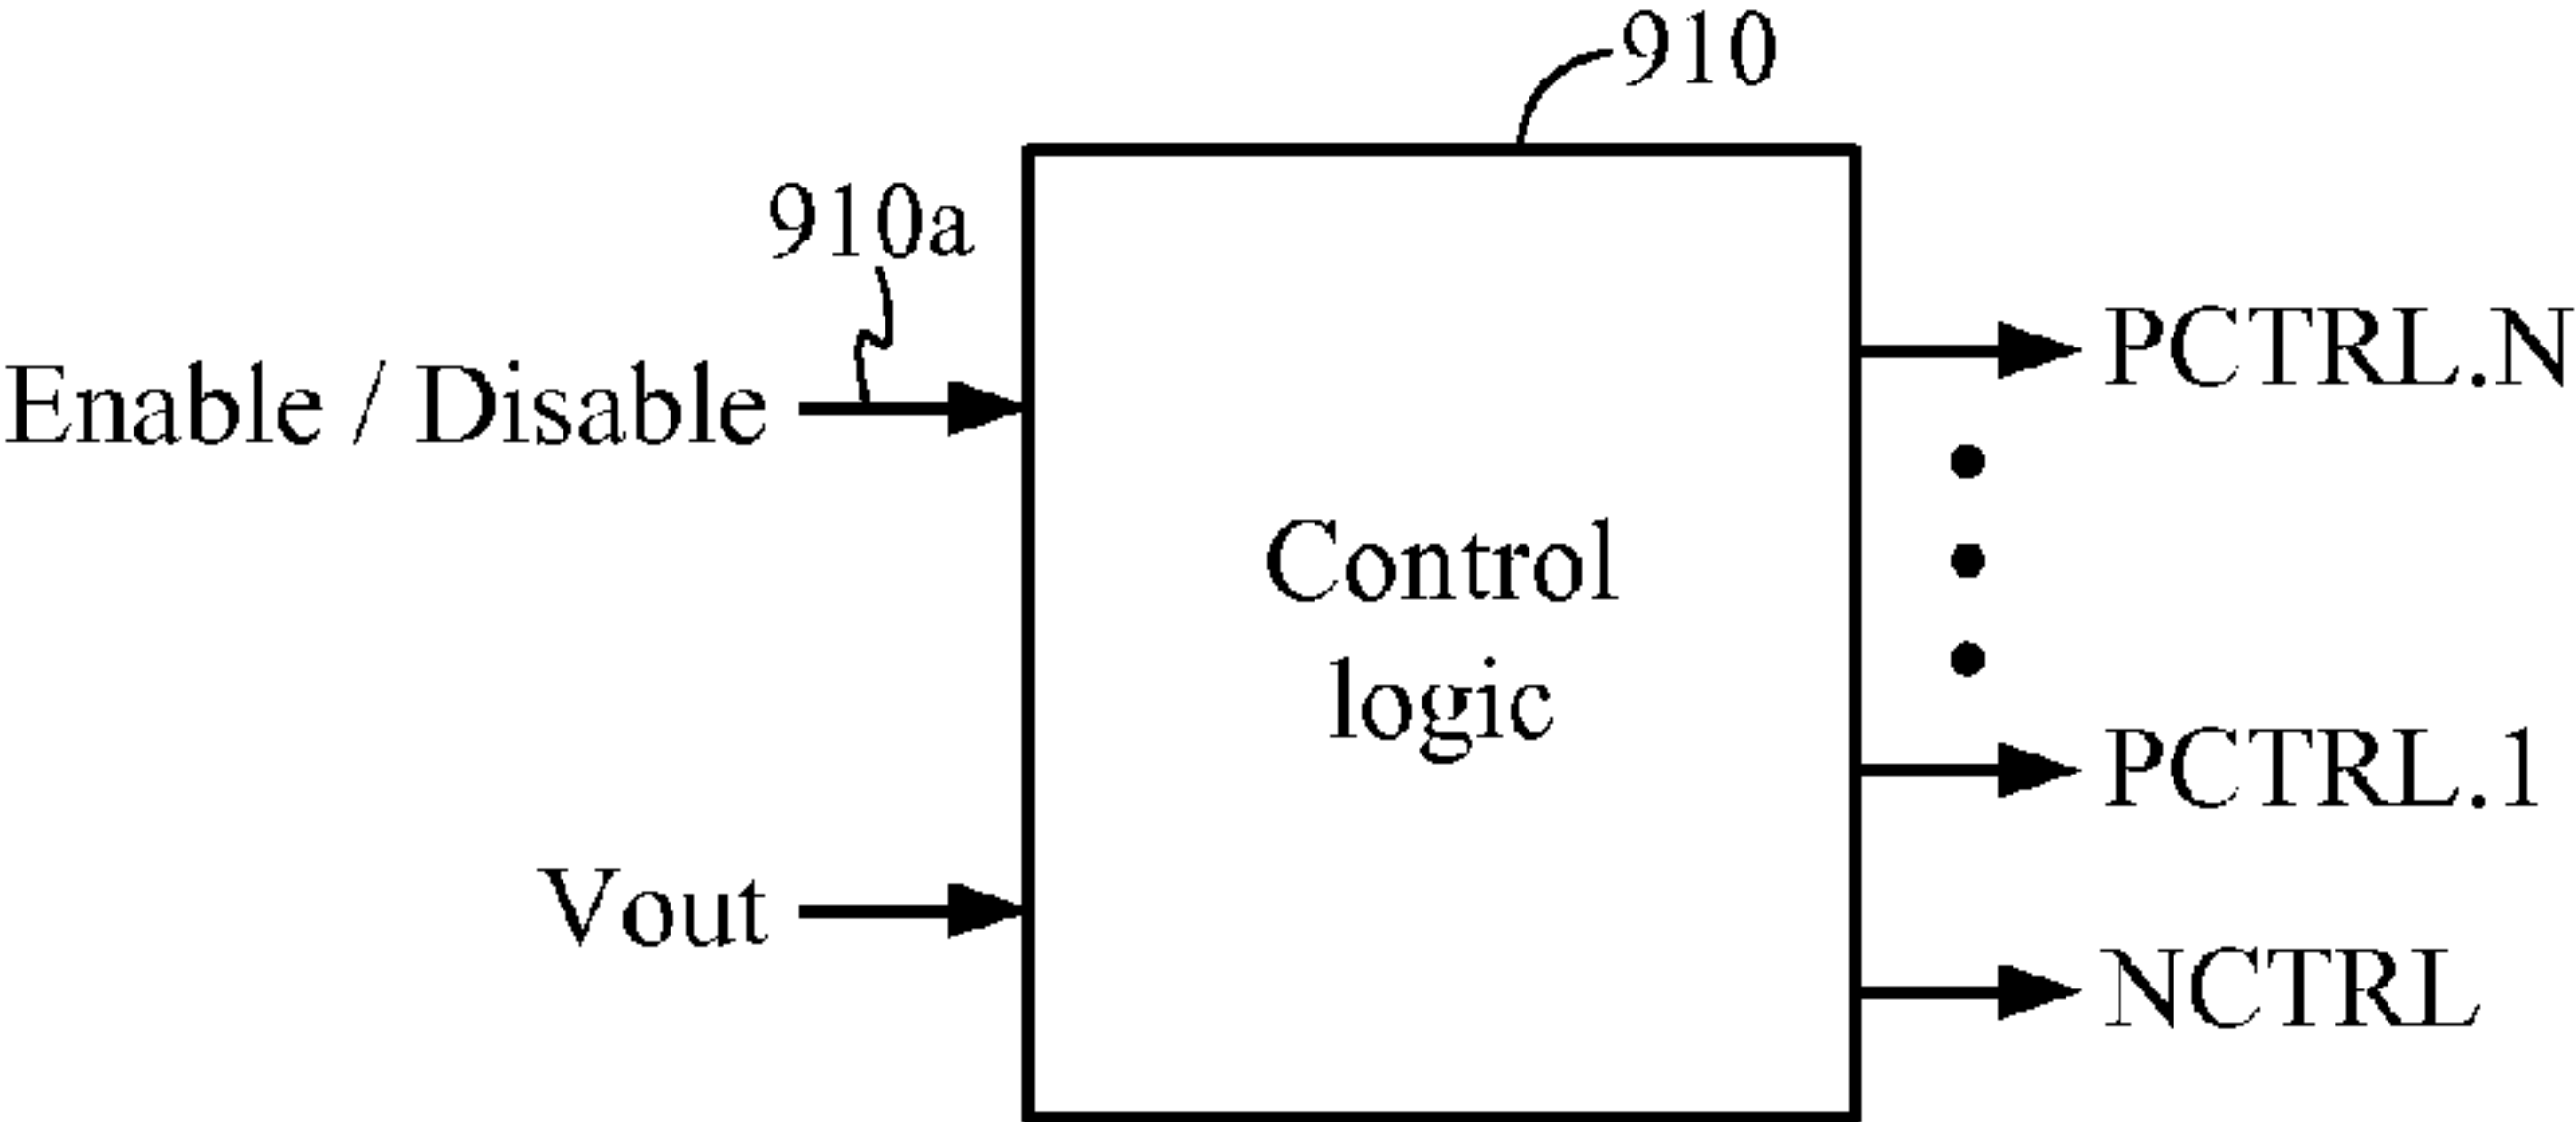 910
910a
Enable / Disable
PCTRL.N
Control
logic
PCTRL.1
Vout
NCTRL